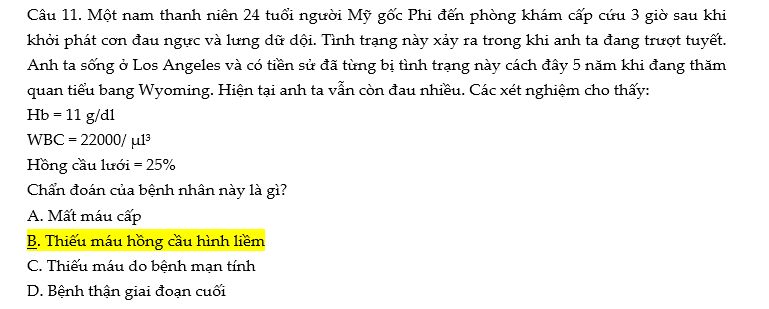 Câu 11. Một nam thanh niên 24 tuổi người Mỹ gốc Phi đến phòng khám cấp cứu 3 giờ sau khi
khởi phát cơn đau ngực và lưng dữ dội. Tình trạng này xảy ra trong khi anh ta đang trượt tuyết.
Anh ta sống ở Los Angeles và có tiền sử đã từng bị tình trạng này cách đây 5 năm khi đang thăm
quan tiểu bang Wyoming. Hiện tại anh ta vẫn còn đau nhiều. Các xét nghiệm cho thấy:
Hb = 11 g/dl
WBC = 22000/ µl³
Hồng cầu lưới = 25%
Chẩn đoán của bệnh nhân này là gì?
A. Mất máu cấp
B. Thiếu máu hồng cầu hình liềm
C. Thiếu máu do bệnh mạn tính
D. Bệnh thận giai đoạn cuối